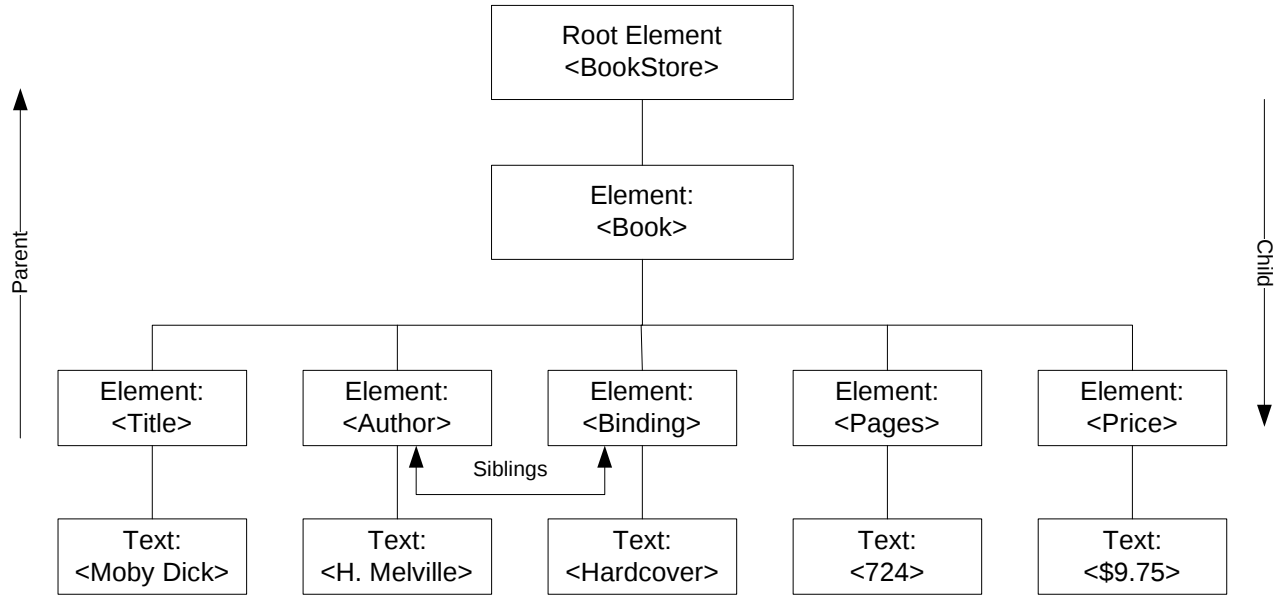 Root Element
<BookStore>
Element:
<Book>
Parent
Child
Element:
<Title>
Element:
<Author>
Element:
<Binding>
Element:
<Pages>
Element:
<Price>
Siblings
Text:
<Moby Dick>
Text:
<H. Melville>
Text:
<Hardcover>
Text:
<724>
Text:
<$9.75>